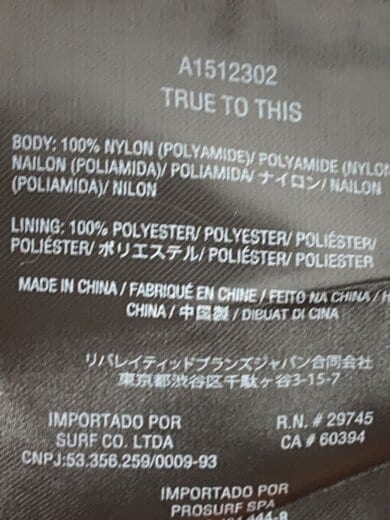 A1512302
TRUE TO THIS
BODY: 100% NYLON (POLYAMIDE)/ POLYAMIDE (NYLON
NAILON (POLIAMIDA)/ POLIAMIDA/ ナイロン/ NAILON
(POLIAMIDA)/ NILON
LINING: 100% POLYESTER/ POLYESTER/ POLIÉSTER/
POLIÉSTER/ ポリエステル/ POLIÉSTER/ POLIESTER
MADE IN CHINA / FABRIQUÉ EN CHINE / FEITO NA CHINA / H
CHINA / 中国製 / DIBUAT DI CINA
リバレイティッドブランズジャパン合同会社
東京都渋谷区千駄ヶ谷3-15-7
IMPORTADO POR
SURF CO. LTDA
CNPJ:53.356.259/0009-93
R.N. # 29745
CA # 60394
IMPORTADO POR
PROSURF SPA